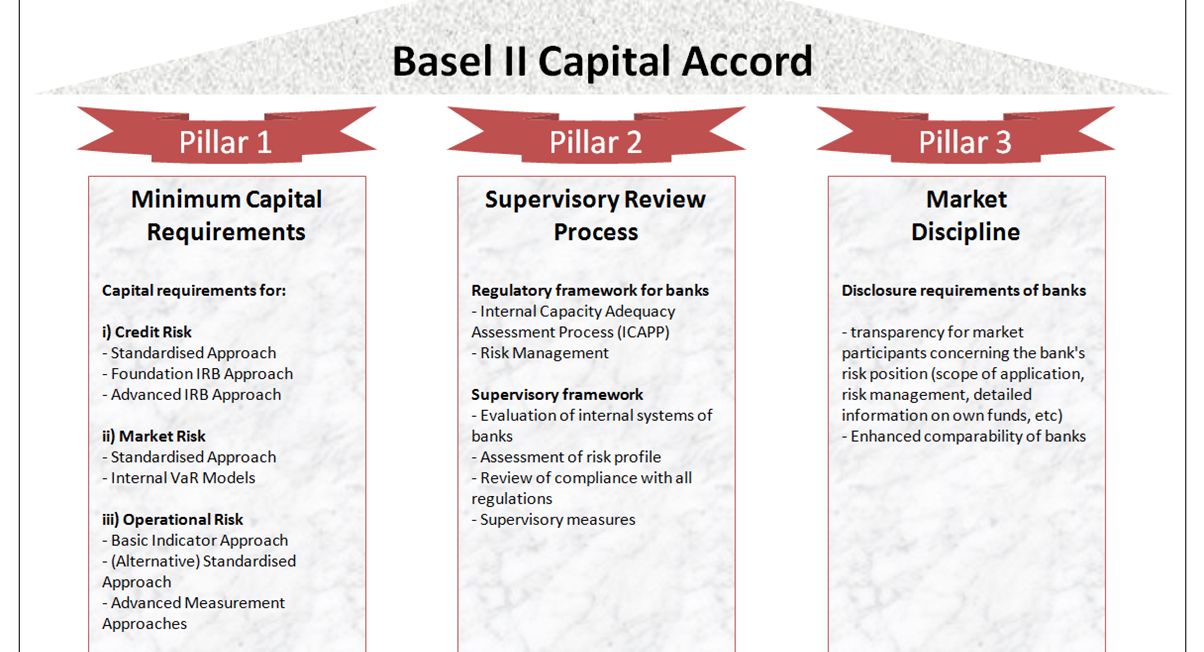 Basel II Capital Accord
Pillar 1
Minimum Capital
Requirements
Capital requirements for:
i) Credit Risk
- Standardised Approach
- Foundation IRB Approach
- Advanced IRB Approach
ii) Market Risk
- Standardised Approach
- Internal VaR Models
iii) Operational Risk
- Basic Indicator Approach
- (Alternative) Standardised
Approach
- Advanced Measurement
Approaches
Pillar 2
Supervisory Review
Process
Regulatory framework for banks
- Internal Capacity Adequacy
Assessment Process (ICAPP)
- Risk Management
Supervisory framework
- Evaluation of internal systems of
banks
- Assessment of risk profile
- Review of compliance with all
regulations
- Supervisory measures
Pillar 3
Market
Discipline
Disclosure requirements of banks
- transparency for market
participants concerning the bank's
risk position (scope of application,
risk management, detailed
information on own funds, etc)
- Enhanced comparability of banks